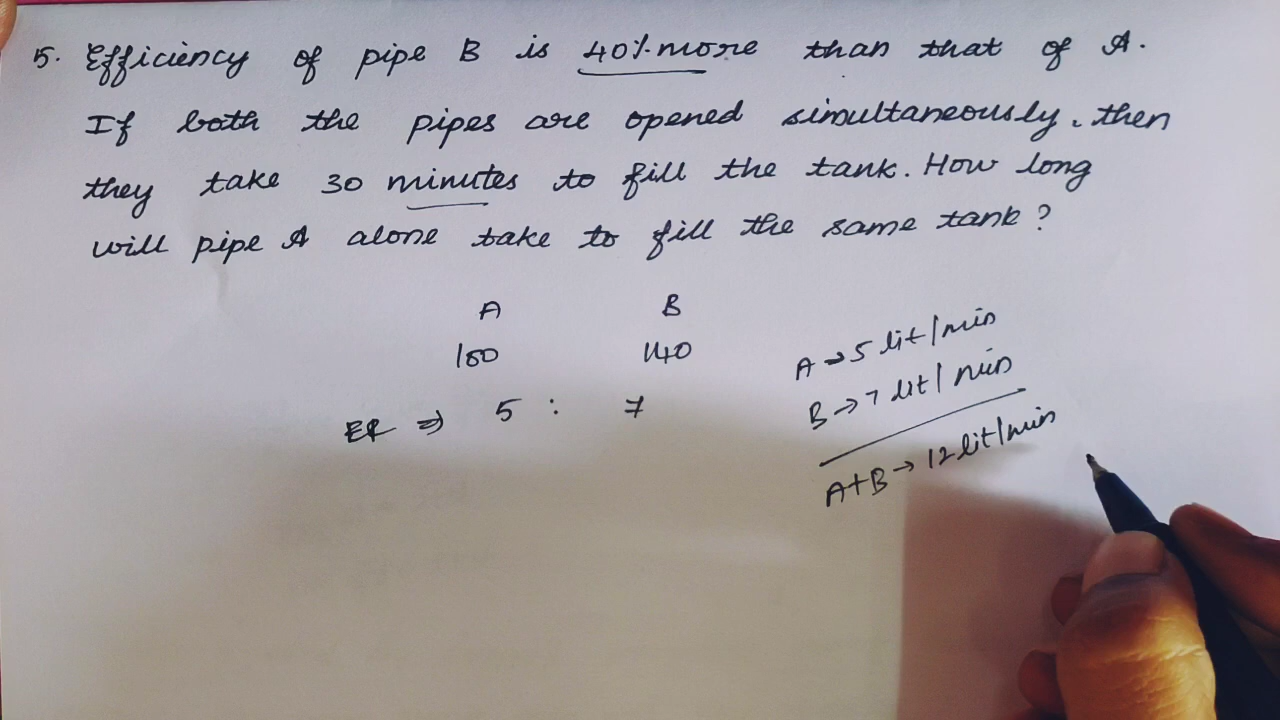 15. Efficiency of pipe B is 40% more than that of A.
If both the pipes are opened simultaneously, then
they take 30 minutes to fill the tank. How long
will pipe A alone take to fill the same tank?
A B
100 140
Eff ⇒ 5 : 7
A → 5 lit/min
B → 7 lit/min
A+B → 12 lit/min